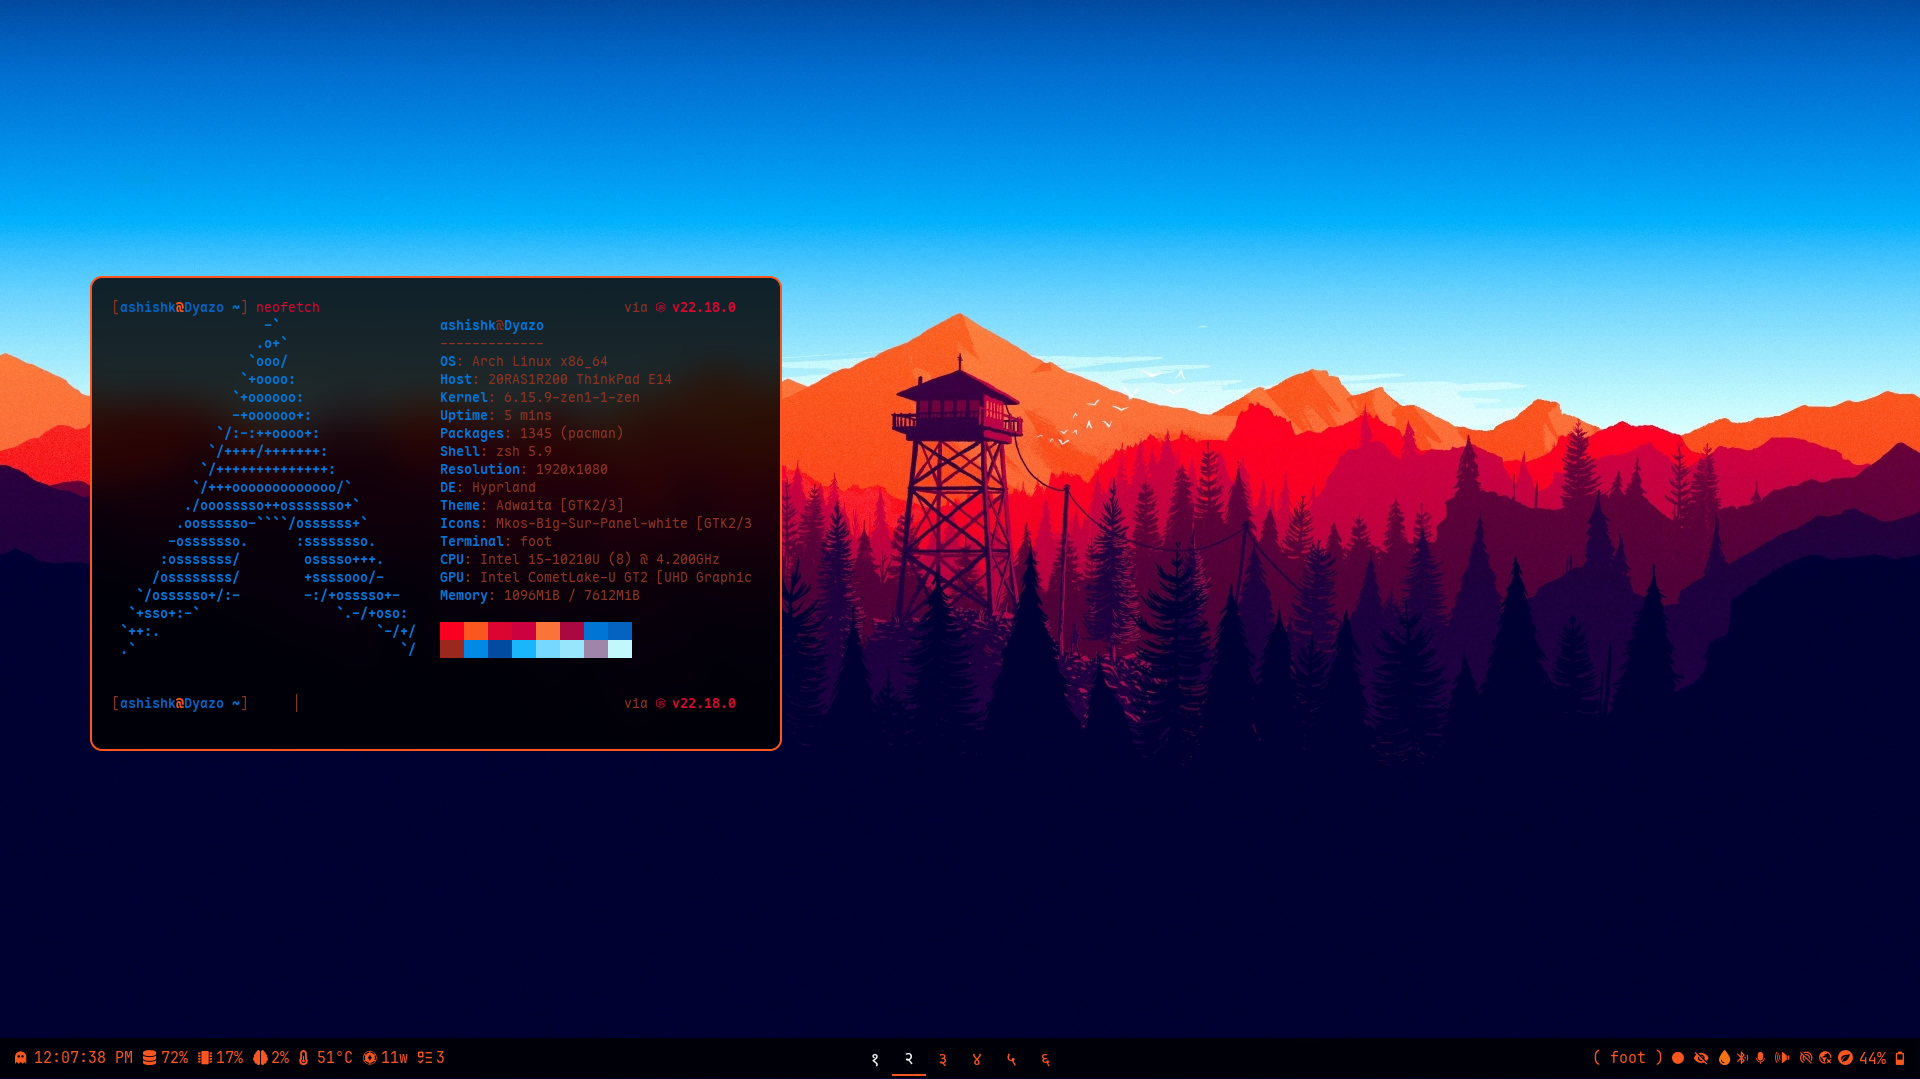 [ashishk@Dyazo ~] neofetch via v22.18.0
-`
.o+`
`ooo/
`+oooo:
`+oooooo:
-+oooooo+:
`/:-:++oooo+:
`/++++/+++++++:
`/++++++++++++++:
`/+++ooooooooooooo/`
./ooosssso++osssssso+`
.oossssso-````/ossssss+`
-osssssso. :ssssssso.
:osssssss/ osssso+++.
/ossssssss/ +ssssooo/-
`/ossssso+/:- -:/+osssso+-
`+sso+:-` `.-/+oso:
`++:. `-/+/
.` `/
ashishk@Dyazo
-------------
OS: Arch Linux x86_64
Host: 20RAS1R200 ThinkPad E14
Kernel: 6.15.9-zen1-1-zen
Uptime: 5 mins
Packages: 1345 (pacman)
Shell: zsh 5.9
Resolution: 1920x1080
DE: Hyprland
Theme: Adwaita [GTK2/3]
Icons: Mkos-Big-Sur-Panel-white [GTK2/3
Terminal: foot
CPU: Intel i5-10210U (8) @ 4.200GHz
GPU: Intel CometLake-U GT2 [UHD Graphic
Memory: 1096MiB / 7612MiB
[ashishk@Dyazo ~] via v22.18.0
12:07:38 PM 72% 17% 2% 51°C 11w 3
१ २ ३ ४ ५ ६
( foot ) 44%